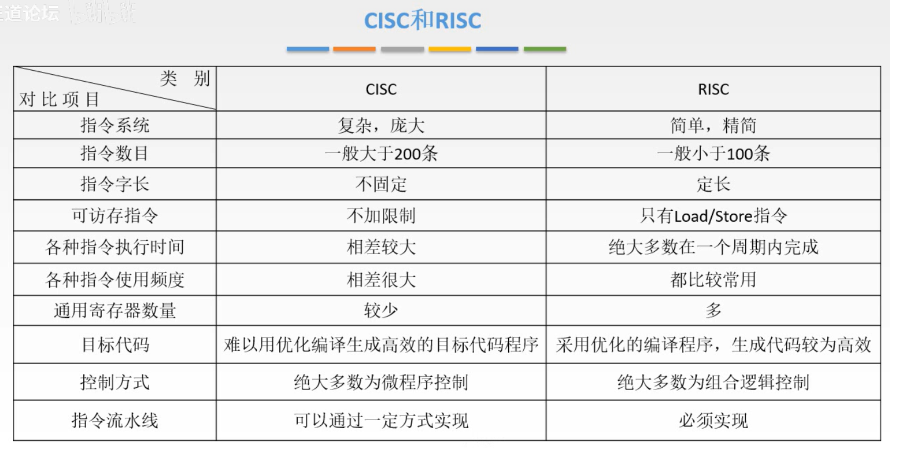 道论坛
CISC和RISC
类 别
对比项目
CISC
RISC
指令系统
复杂，庞大
简单，精简
指令数目
一般大于200条
一般小于100条
指令字长
不固定
定长
可访存指令
不加限制
只有Load/Store指令
各种指令执行时间
相差较大
绝大多数在一个周期内完成
各种指令使用频度
相差很大
都比较常用
通用寄存器数量
较少
多
目标代码
难以用优化编译生成高效的目标代码程序
采用优化的编译程序，生成代码较为高效
控制方式
绝大多数为微程序控制
绝大多数为组合逻辑控制
指令流水线
可以通过一定方式实现
必须实现